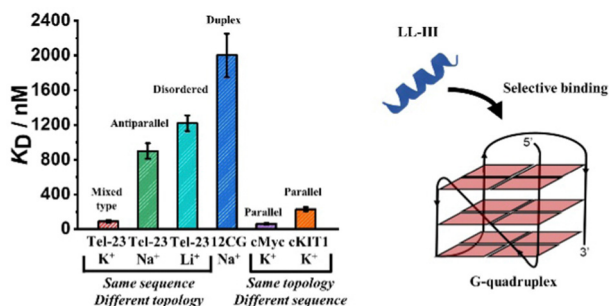 K_D / nM
2400
2000
1600
1200
800
400
0
Mixed
type
Antiparallel
Disordered
Duplex
Parallel
Parallel
Tel-23 Tel-23 Tel-23 12CG cMyc cKIT1
K⁺ Na⁺ Li⁺ Na⁺ K⁺ K⁺
Same sequence
Different topology
Same topology
Different sequence
LL-III
Selective binding
5'
3'
G-quadruplex